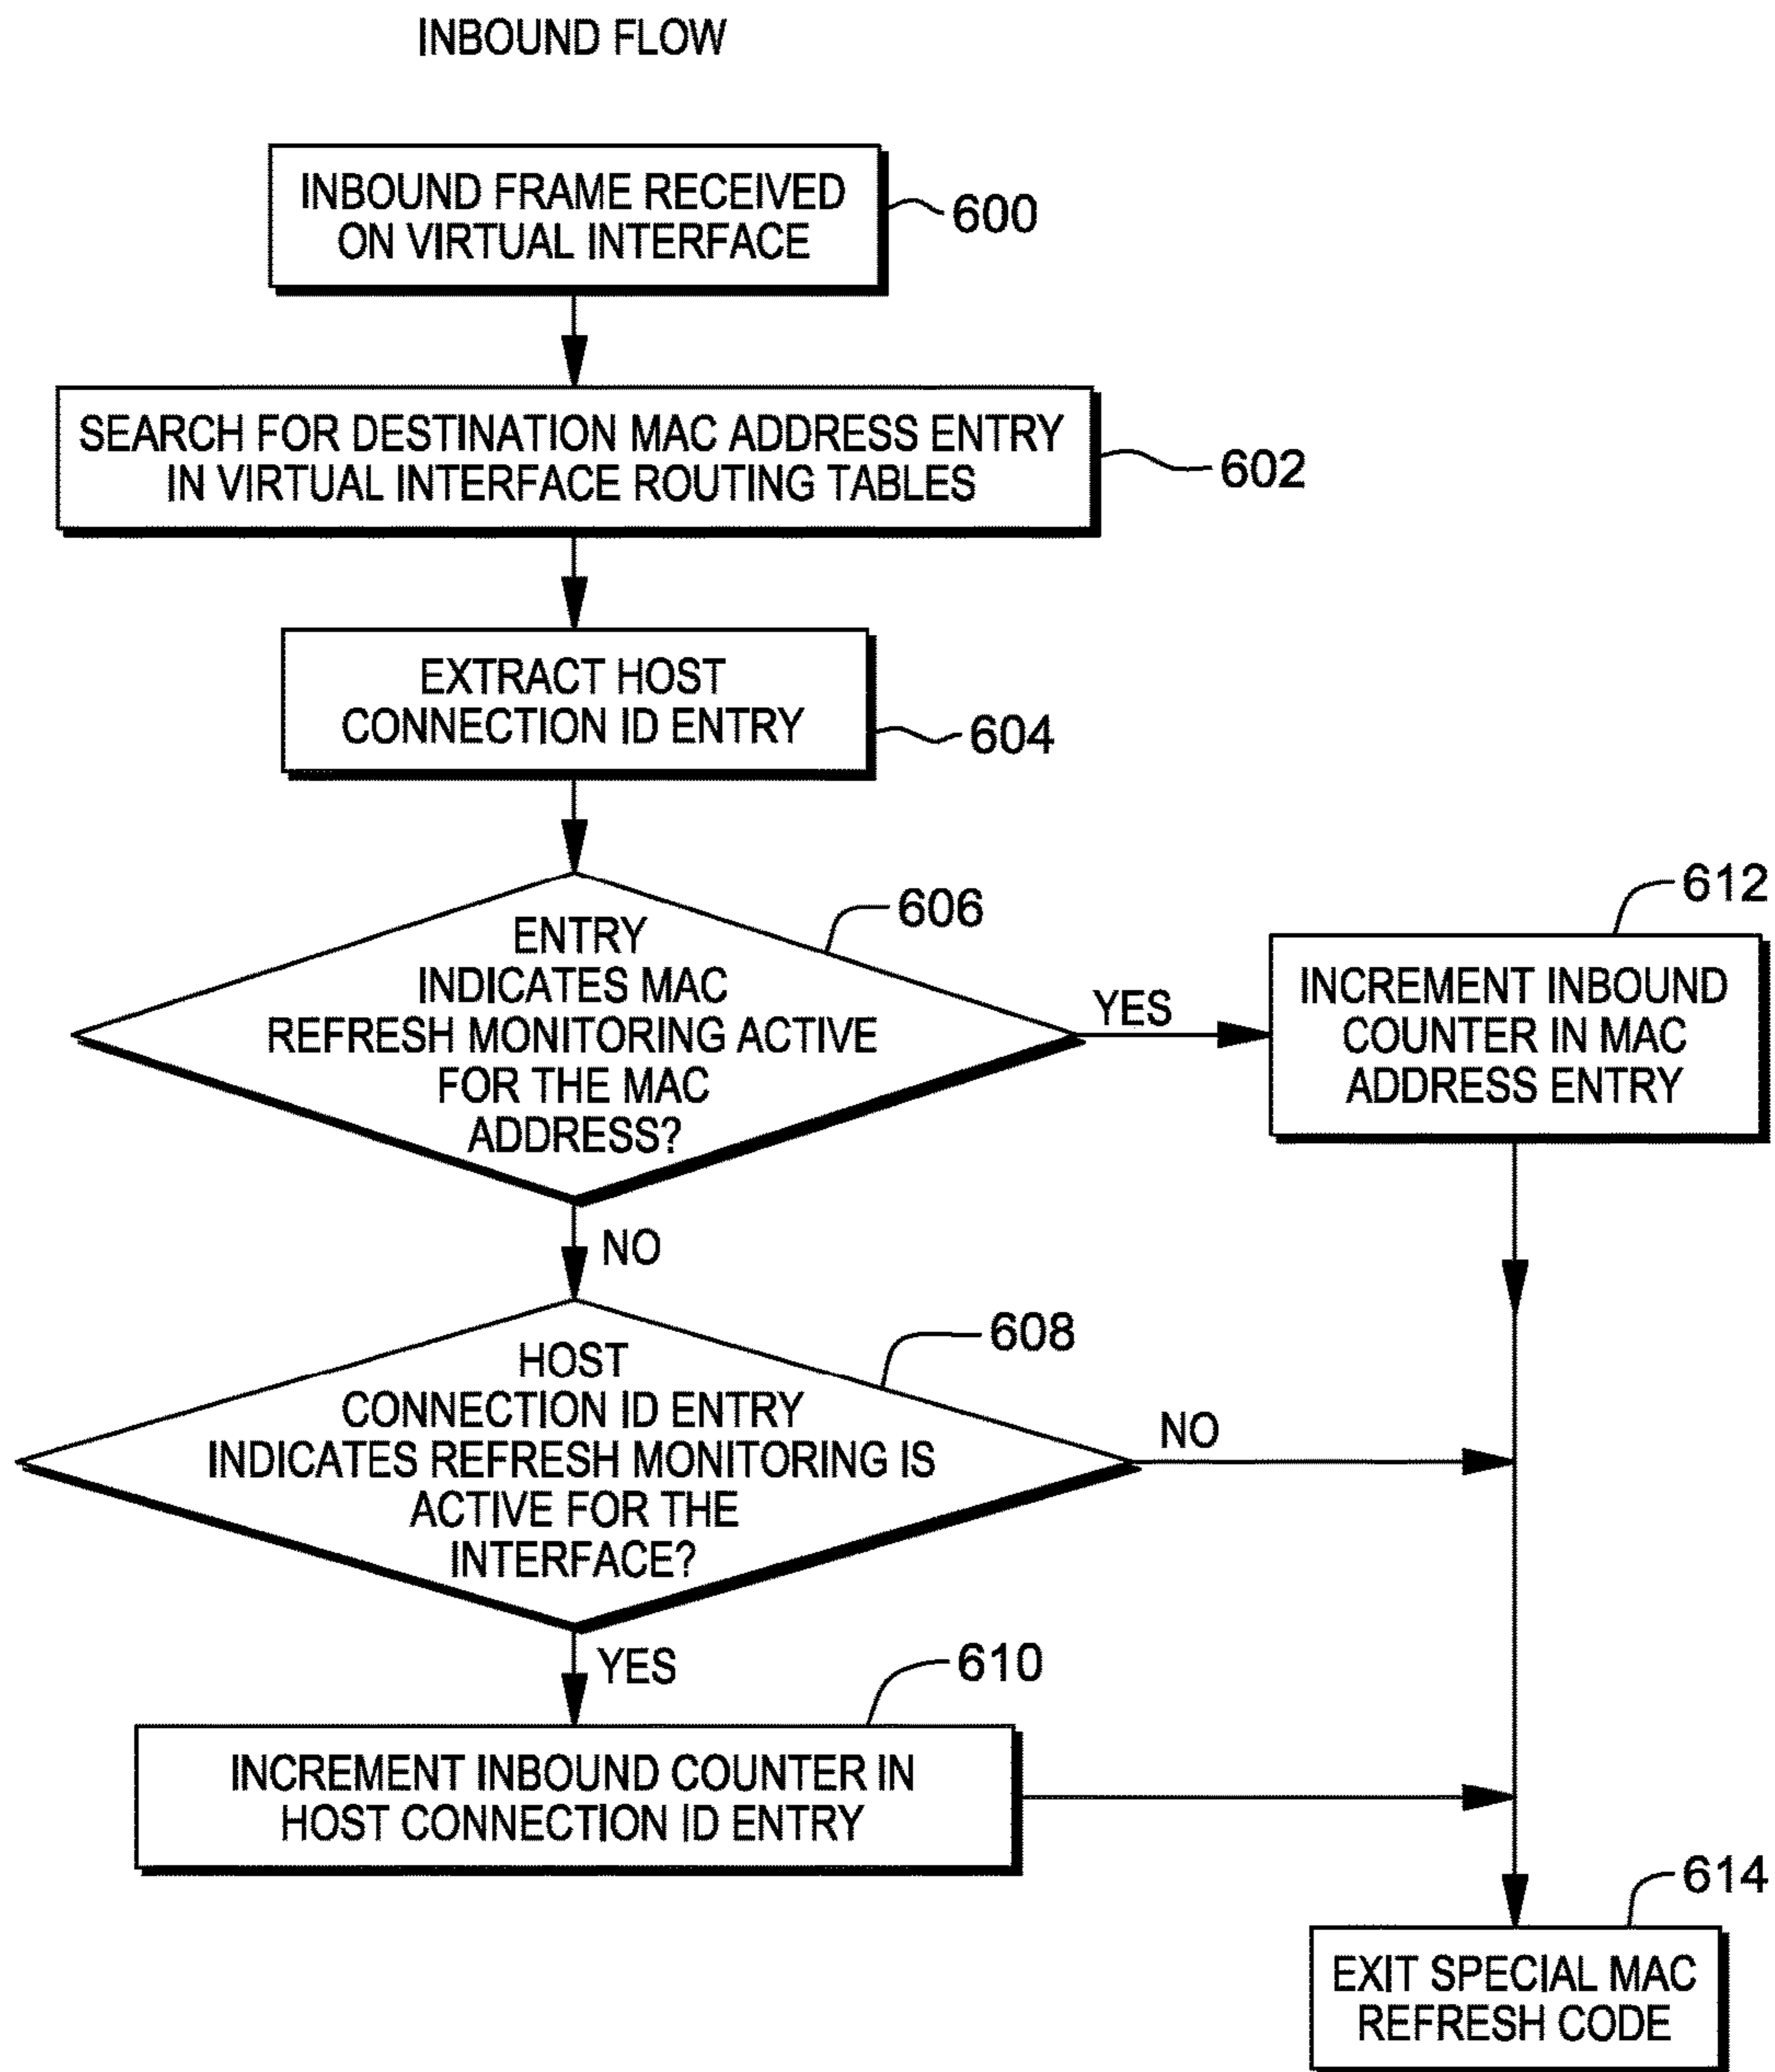 INBOUND FLOW
INBOUND FRAME RECEIVED
ON VIRTUAL INTERFACE
600
SEARCH FOR DESTINATION MAC ADDRESS ENTRY
IN VIRTUAL INTERFACE ROUTING TABLES
602
EXTRACT HOST
CONNECTION ID ENTRY
604
ENTRY
INDICATES MAC
REFRESH MONITORING ACTIVE
FOR THE MAC
ADDRESS?
606
YES
612
INCREMENT INBOUND
COUNTER IN MAC
ADDRESS ENTRY
NO
HOST
CONNECTION ID ENTRY
INDICATES REFRESH MONITORING IS
ACTIVE FOR THE
INTERFACE?
608
NO
YES
610
INCREMENT INBOUND COUNTER IN
HOST CONNECTION ID ENTRY
614
EXIT SPECIAL MAC
REFRESH CODE